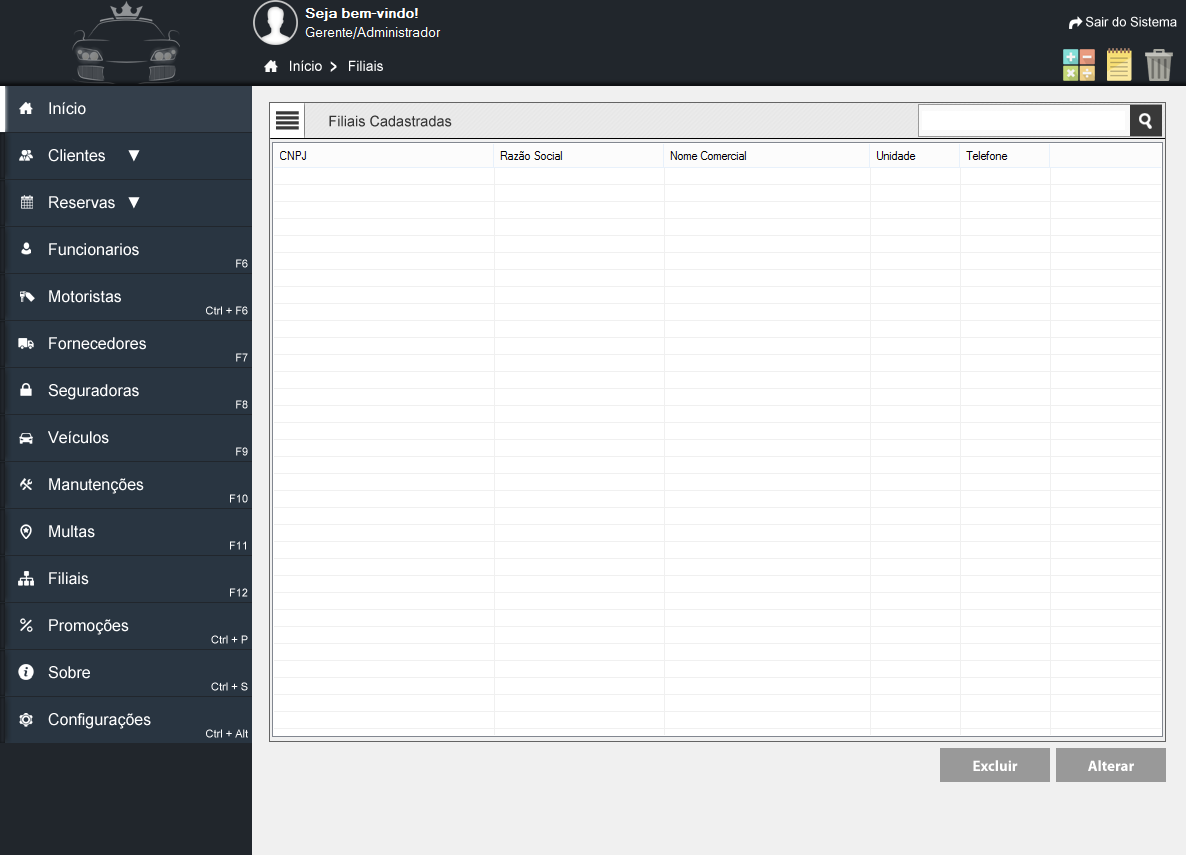 Seja bem-vindo!
Gerente/Administrador
Sair do Sistema
Início > Filiais
Início
Clientes ▼
Reservas ▼
Funcionarios
F6
Motoristas
Ctrl + F6
Fornecedores
F7
Seguradoras
F8
Veículos
F9
Manutenções
F10
Multas
F11
Filiais
F12
Promoções
Ctrl + P
Sobre
Ctrl + S
Configurações
Ctrl + Alt
Filiais Cadastradas
CNPJ Razão Social Nome Comercial Unidade Telefone
Excluir Alterar